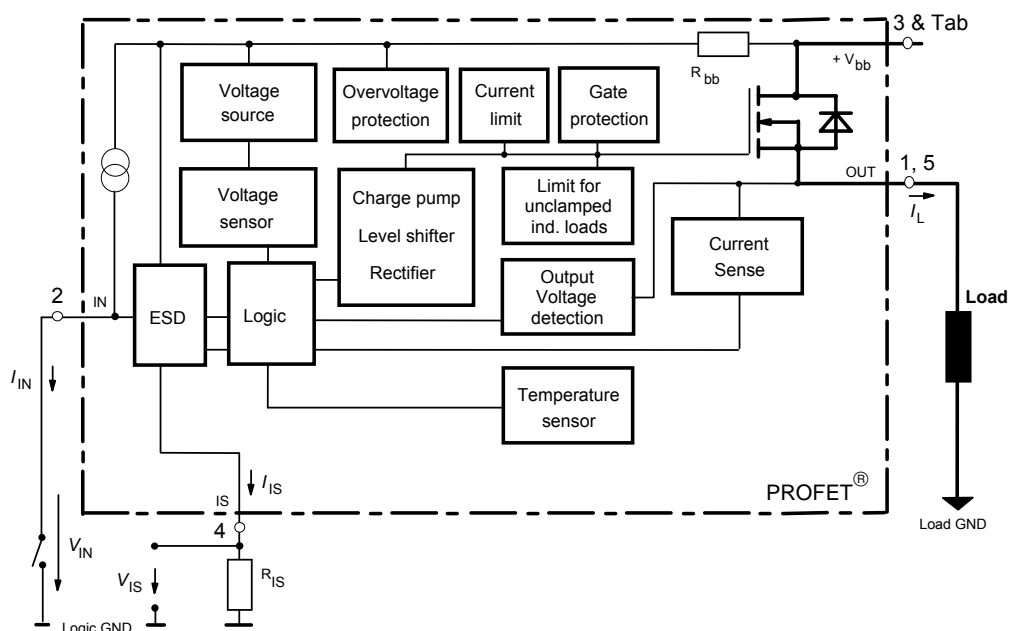 3 & Tab
R bb
+ V bb
Voltage
source
Overvoltage
protection
Current
limit
Gate
protection
Voltage
sensor
Charge pump
Level shifter
Rectifier
Limit for
unclamped
ind. loads
OUT
1, 5
I L
Current
Sense
2
IN
ESD
Logic
Output
Voltage
detection
Load
I IN
Temperature
sensor
I IS
IS
PROFET®
4
Load GND
V IN
V IS
R IS
Logic GND